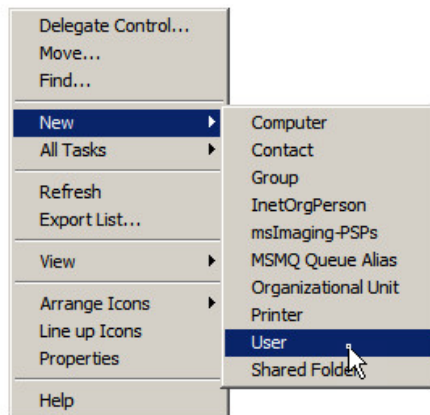 Delegate Control...
Move...
Find...
New
All Tasks
Refresh
Export List...
View
Arrange Icons
Line up Icons
Properties
Help
Computer
Contact
Group
InetOrgPerson
msImaging-PSPs
MSMQ Queue Alias
Organizational Unit
Printer
User
Shared Folder